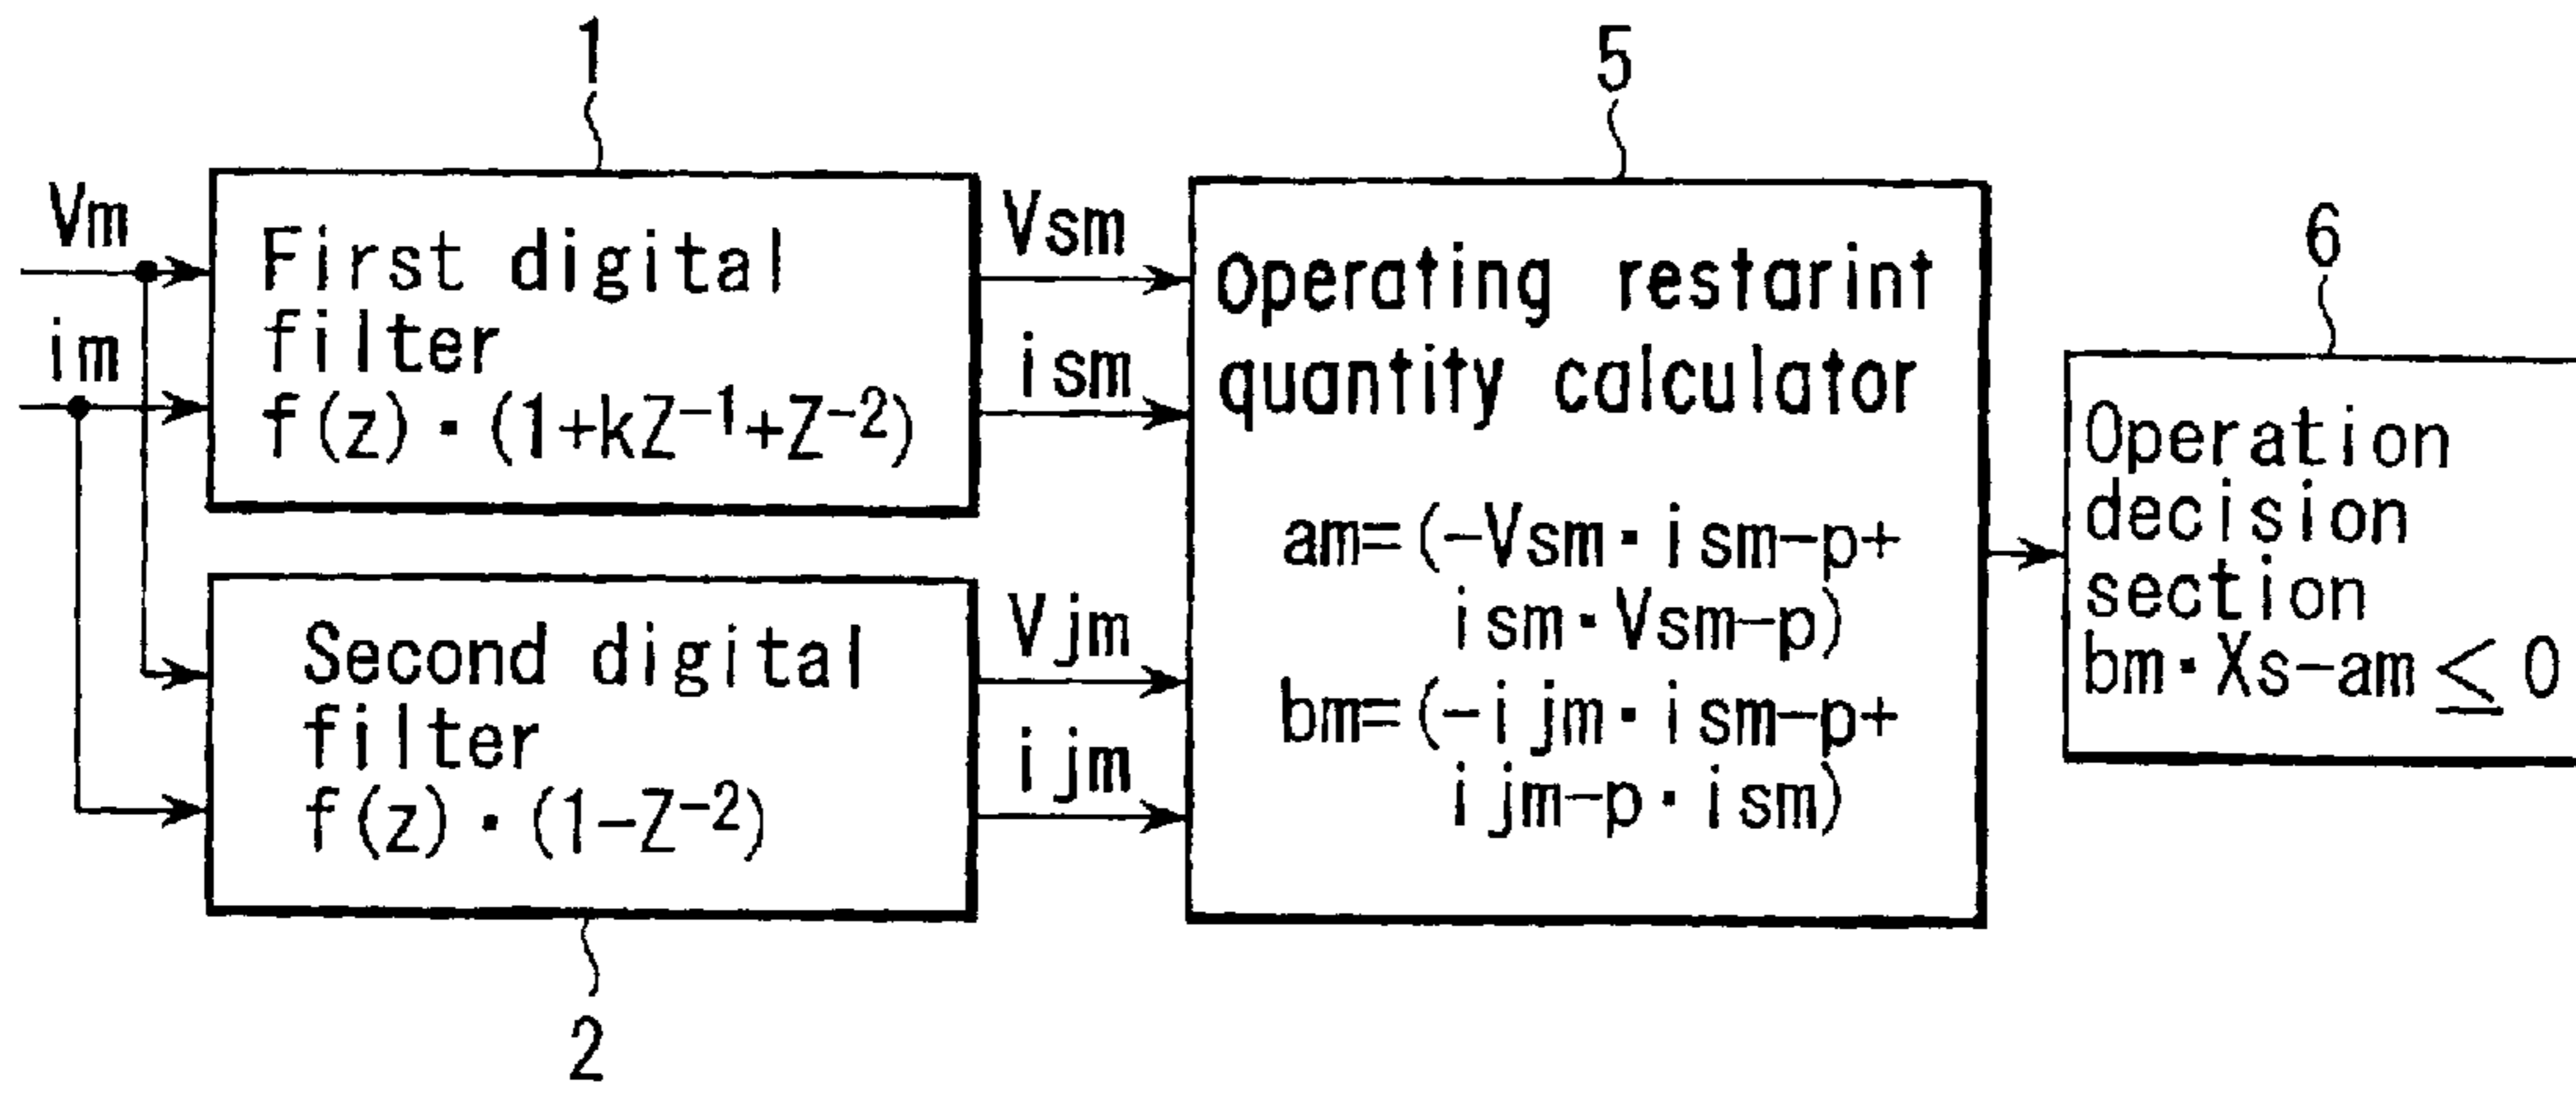 1
Vm
im
First digital
filter
f(z)・(1+kZ⁻¹+Z⁻²)
Vsm
ism
Second digital
filter
f(z)・(1-Z⁻²)
2
Vjm
ijm
5
Operating restarint
quantity calculator
am=(-Vsm・ism-p+
ism・Vsm-p)
bm=(-ijm・ism-p+
ijm-p・ism)
6
Operation
decision
section
bm・Xs-am≦0